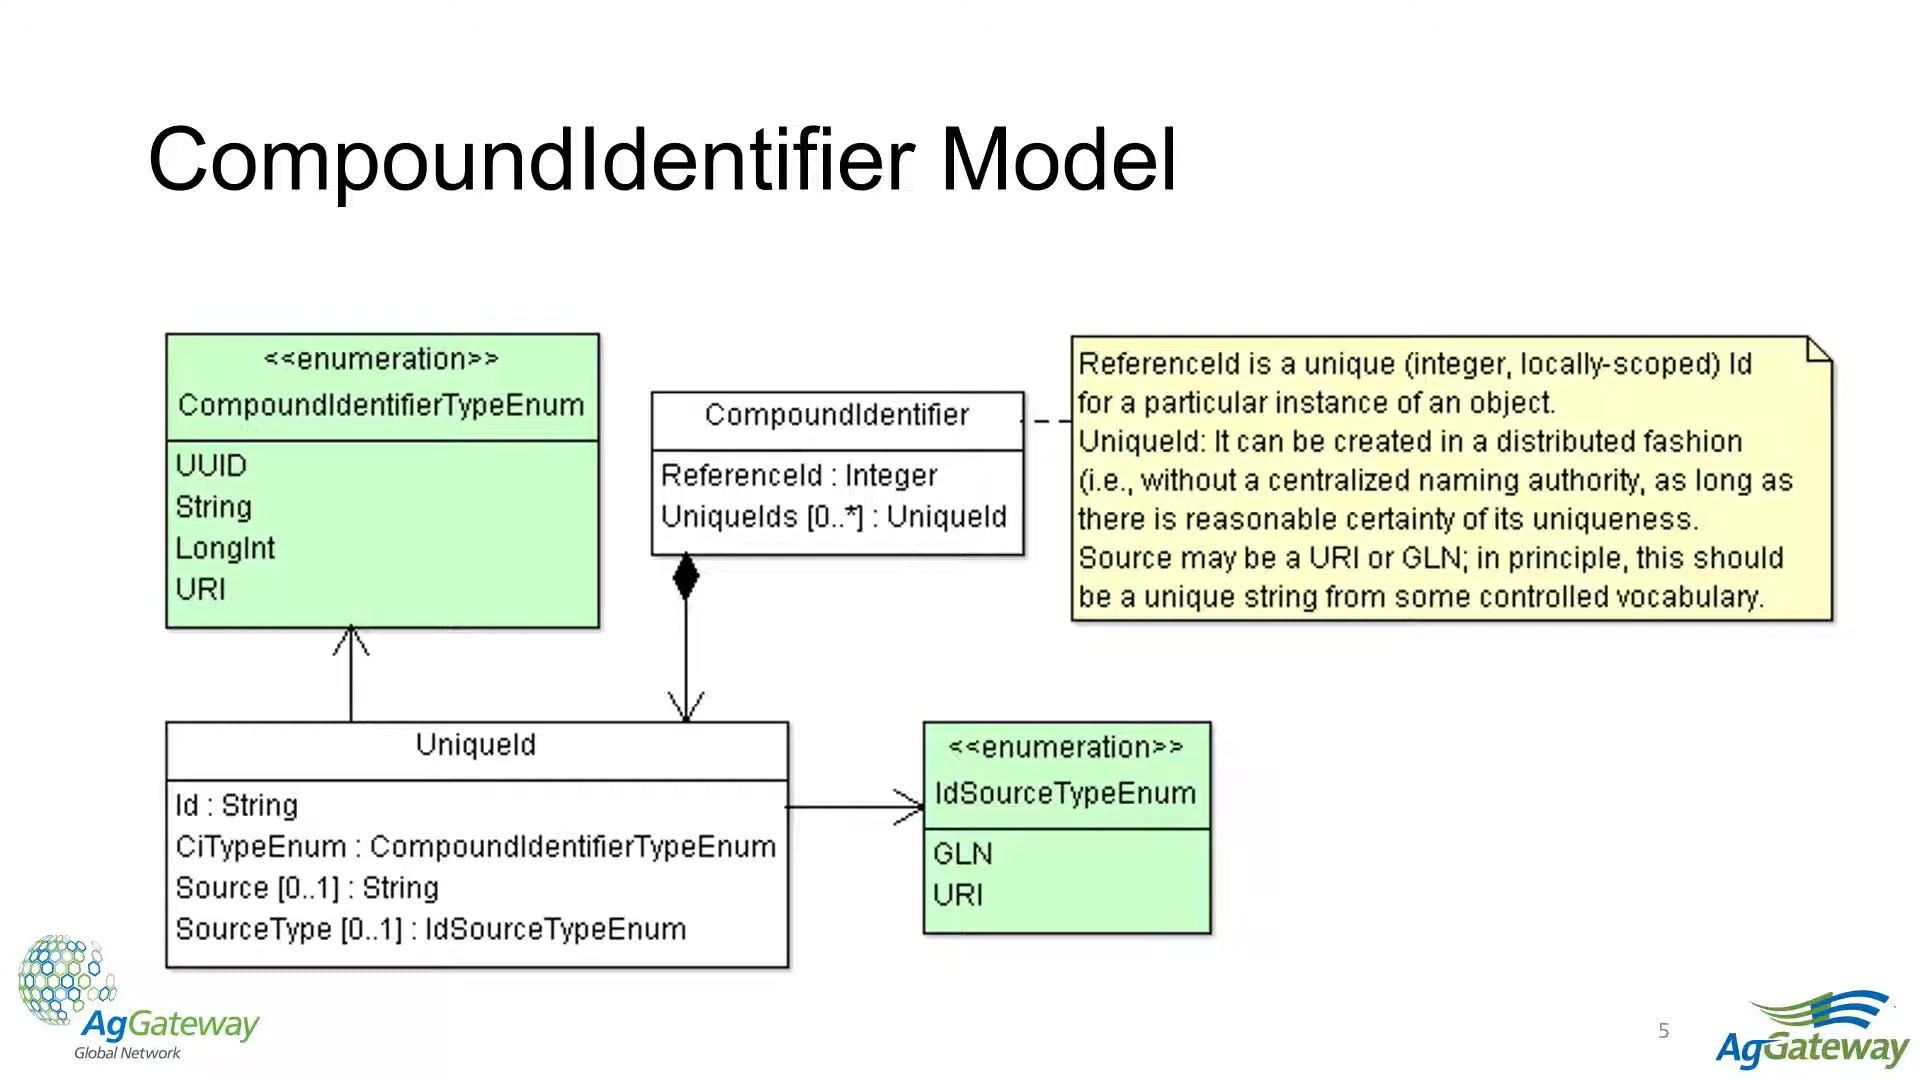 CompoundIdentifier Model
<<enumeration>>
CompoundIdentifierTypeEnum
UUID
String
LongInt
URI
CompoundIdentifier
ReferenceId : Integer
UniqueIds [0..*] : UniqueId
ReferenceId is a unique (integer, locally-scoped) Id
for a particular instance of an object.
UniqueId: It can be created in a distributed fashion
(i.e., without a centralized naming authority, as long as
there is reasonable certainty of its uniqueness.
Source may be a URI or GLN; in principle, this should
be a unique string from some controlled vocabulary.
UniqueId
Id : String
CiTypeEnum : CompoundIdentifierTypeEnum
Source [0..1] : String
SourceType [0..1] : IdSourceTypeEnum
<<enumeration>>
IdSourceTypeEnum
GLN
URI
AgGateway
Global Network
5
AgGateway